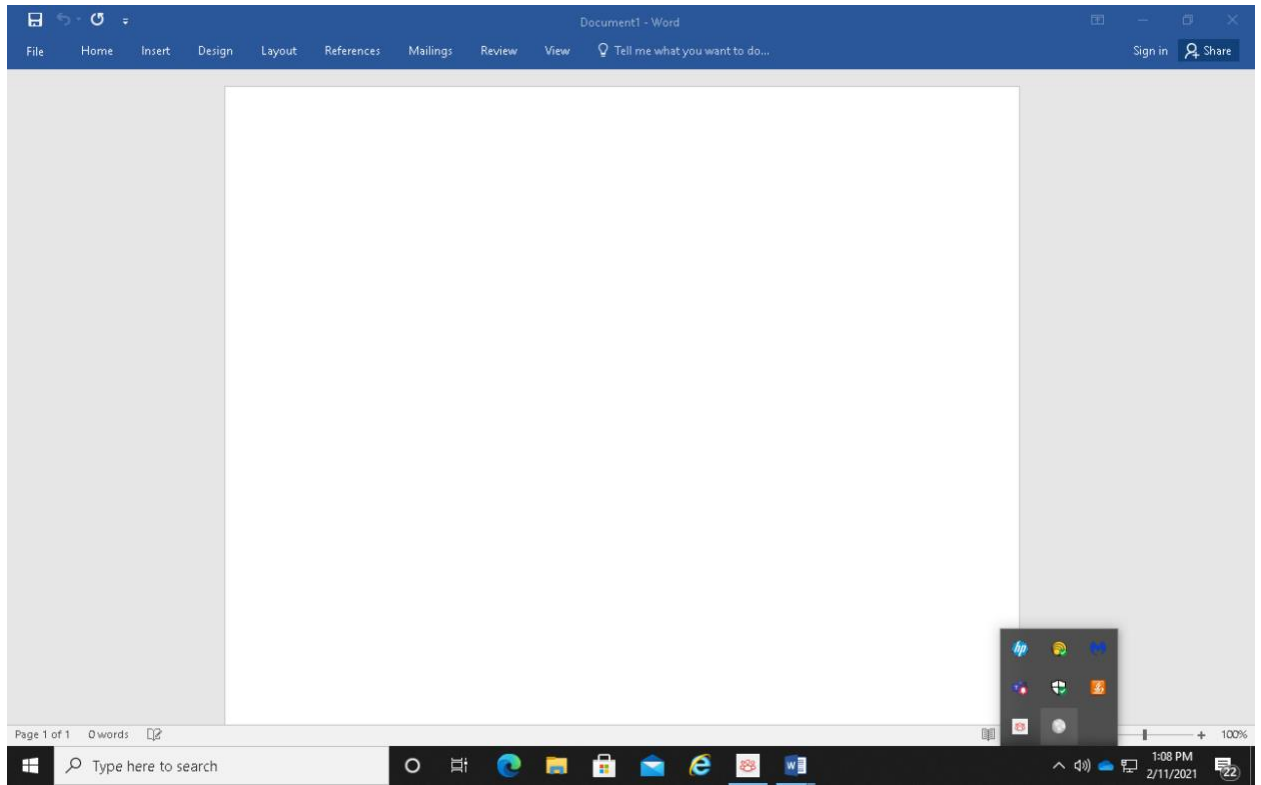 Document1 - Word
File Home Insert Design Layout References Mailings Review View Tell me what you want to do... Sign in Share
hp
Page 1 of 1 0 words 100%
Type here to search
1:08 PM
2/11/2021
22